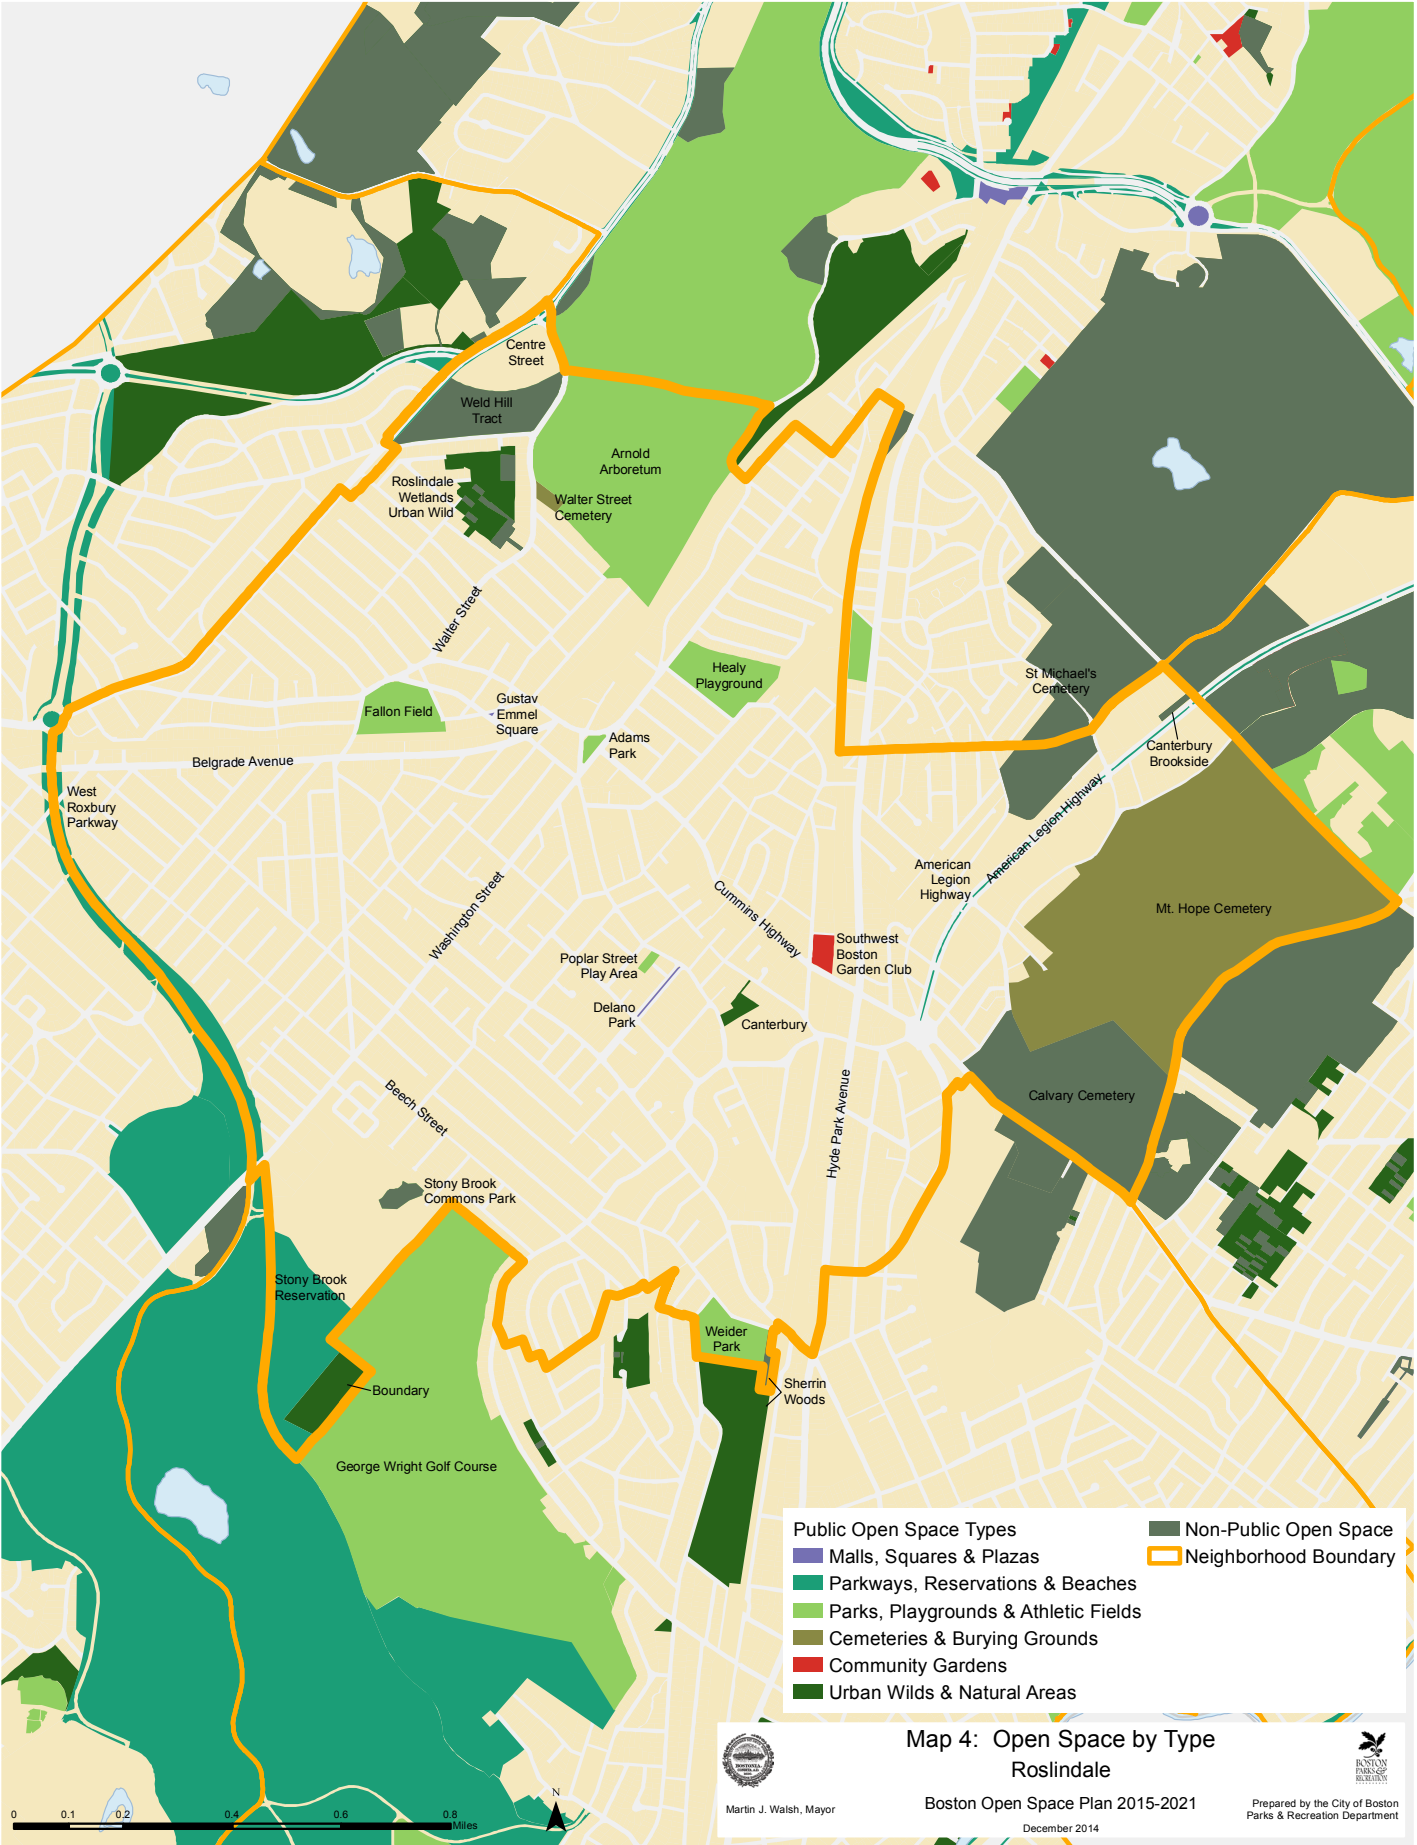 Centre
Street
Weld Hill
Tract
Arnold
Arboretum
Roslindale
Wetlands
Urban Wild
Walter Street
Cemetery
Walter Street
Healy
Playground
St Michael's
Cemetery
Fallon Field
Gustav
Emmel
Square
Adams
Park
Canterbury
Brookside
Belgrade Avenue
West
Roxbury
Parkway
American Legion Highway
American
Legion
Highway
Washington Street
Cummins Highway
Mt. Hope Cemetery
Southwest
Boston
Garden Club
Poplar Street
Play Area
Delano
Park
Canterbury
Beech Street
Hyde Park Avenue
Calvary Cemetery
Stony Brook
Commons Park
Stony Brook
Reservation
Weider
Park
Boundary
Sherrin
Woods
George Wright Golf Course
Public Open Space Types
Malls, Squares & Plazas
Parkways, Reservations & Beaches
Parks, Playgrounds & Athletic Fields
Cemeteries & Burying Grounds
Community Gardens
Urban Wilds & Natural Areas
Non-Public Open Space
Neighborhood Boundary
Map 4: Open Space by Type
Roslindale
Boston Open Space Plan 2015-2021
December 2014
Martin J. Walsh, Mayor
BOSTON
PARKS &
RECREATION
Prepared by the City of Boston
Parks & Recreation Department
0 0.1 0.2 0.4 0.6 0.8
Miles
N